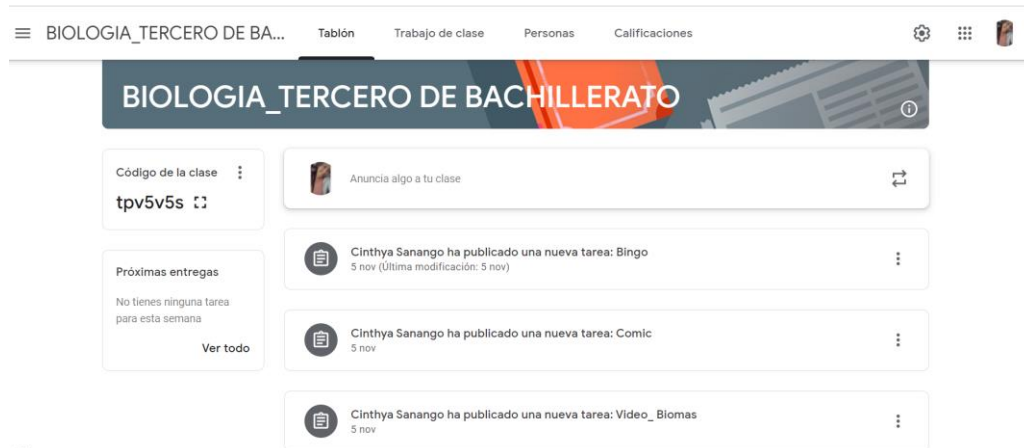 BIOLOGIA_TERCERO DE BA...
Tablón
Trabajo de clase
Personas
Calificaciones
BIOLOGIA_TERCERO DE BACHILLERATO
Código de la clase
tpv5v5s
Anuncia algo a tu clase
Próximas entregas
No tienes ninguna tarea
para esta semana
Ver todo
Cinthya Sanango ha publicado una nueva tarea: Bingo
5 nov (Última modificación: 5 nov)
Cinthya Sanango ha publicado una nueva tarea: Comic
5 nov
Cinthya Sanango ha publicado una nueva tarea: Video_ Biomas
5 nov